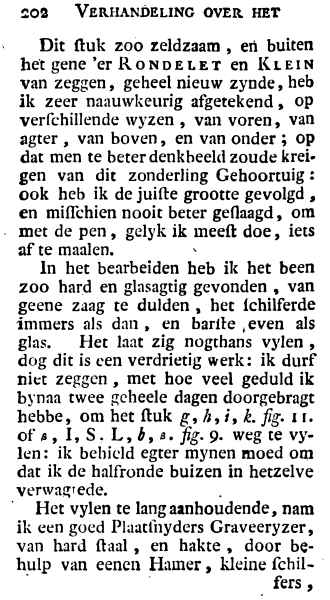 202 VERHANDELING OVER HET
Dit ſtuk zoo zeldzaam, en buiten
het gene 'er RONDELET en KLEIN
van zeggen, geheel nieuw zynde, heb
ik zeer naauwkeurig afgetekend, op
verſchillende wyzen, van voren, van
agter, van boven, en van onder; op
dat men te beter denkbeeld zoude krei-
gen van dit zonderling Gehoortuig:
ook heb ik de juiſte grootte gevolgd,
en miſſchien nooit beter geſlaagd, om
met de pen, gelyk ik meeſt doe, iets
af te maalen.
In het bearbeiden heb ik het been
zoo hard en glasagtig gevonden, van
geene zaag te dulden, het ſchilferde
immers als dan, en barſte even als
glas. Het laat zig nogthans vylen,
dog dit is een verdrietig werk: ik durf
niet zeggen, met hoe veel geduld ik
bynaa twee geheele dagen doorgebragt
hebbe, om het ſtuk g, h, i, k. fig. 11.
of I, S. L, b, fig. 9. weg te vy-
len: ik behield egter mynen moed om
dat ik de halfronde buizen in hetzelve
verwagtede.
Het vylen te lang aanhoudende, nam
ik een goed Plaatſnyders Graveeryzer,
van hard ſtaal, en hakte, door be-
hulp van eenen Hamer, kleine ſchil-
fers,